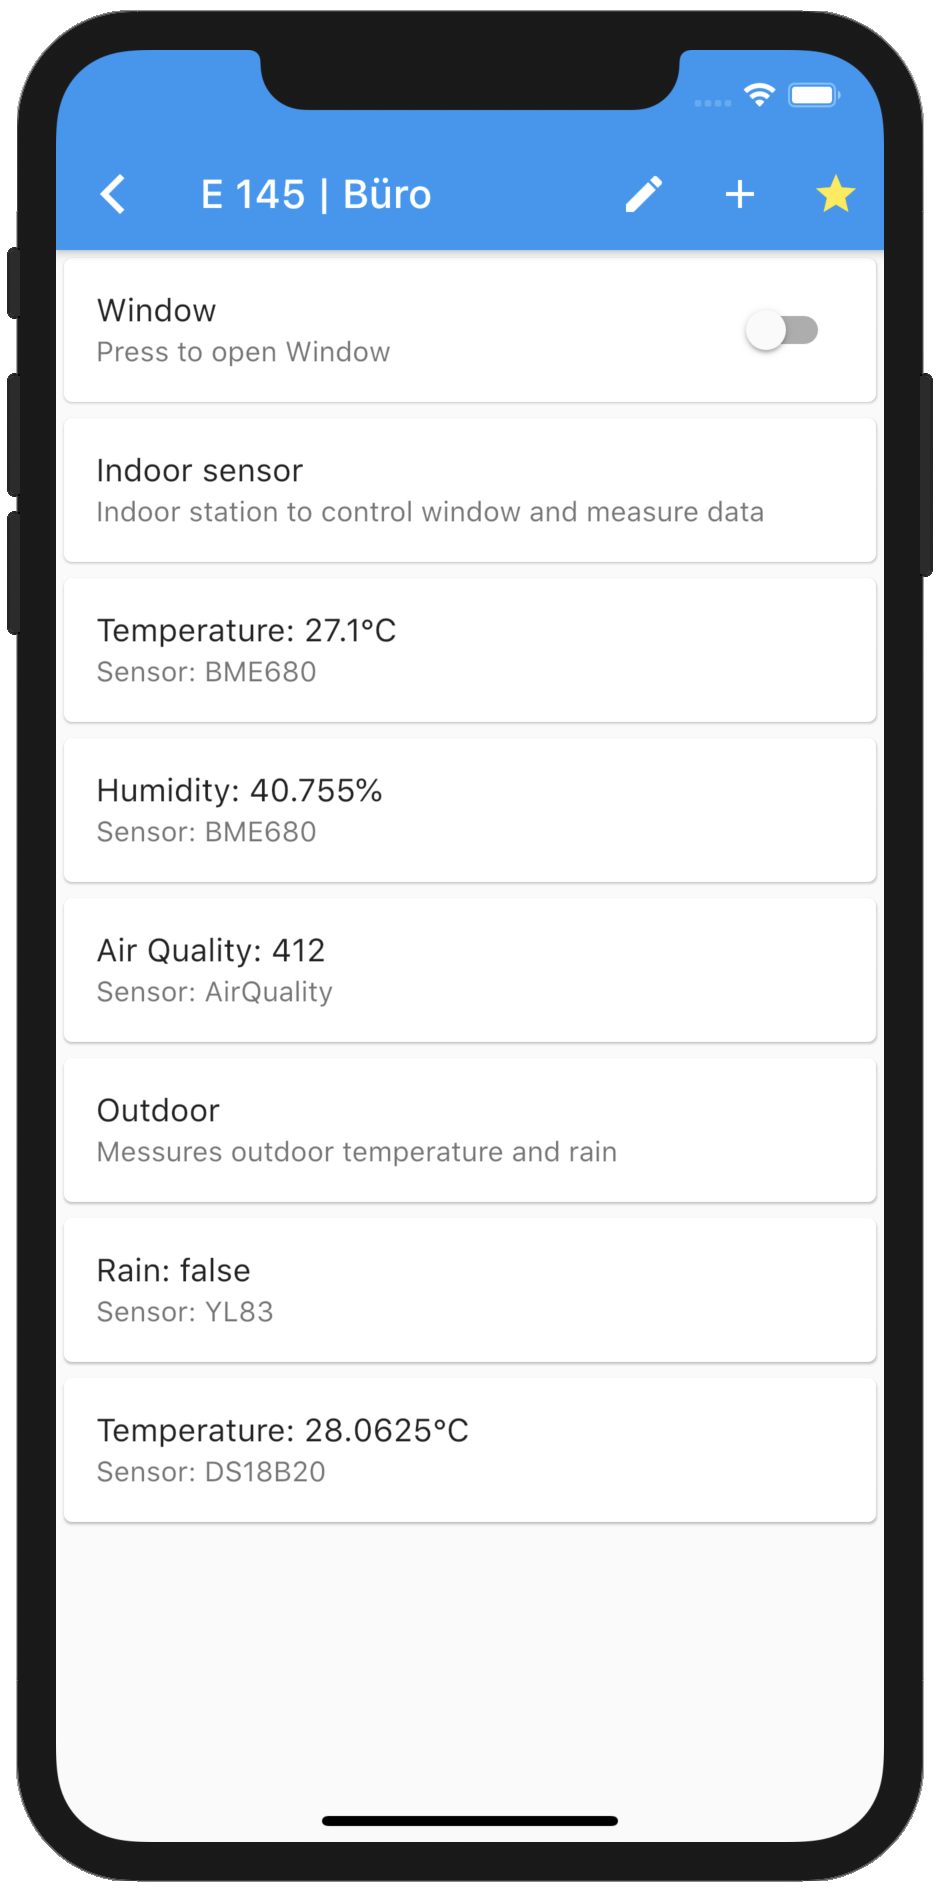 E 145 | Büro
Window
Press to open Window
Indoor sensor
Indoor station to control window and measure data
Temperature: 27.1°C
Sensor: BME680
Humidity: 40.755%
Sensor: BME680
Air Quality: 412
Sensor: AirQuality
Outdoor
Messures outdoor temperature and rain
Rain: false
Sensor: YL83
Temperature: 28.0625°C
Sensor: DS18B20